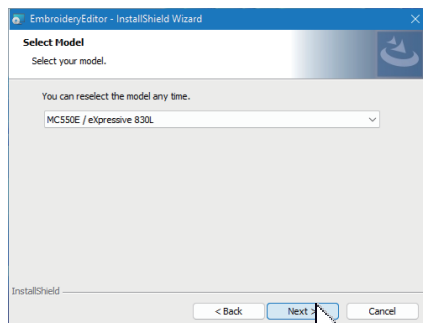 EmbroideryEditor - InstallShield Wizard
Select Model
Select your model.
You can reselect the model any time.
MC550E / eXpressive 830L
InstallShield
< Back Next > Cancel